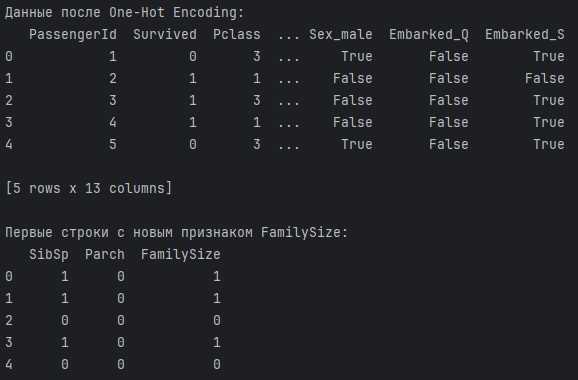 Данные после One-Hot Encoding:
   PassengerId  Survived  Pclass  ... Sex_male  Embarked_Q  Embarked_S
0            1         0       3  ...     True       False        True
1            2         1       1  ...    False       False       False
2            3         1       3  ...    False       False        True
3            4         1       1  ...    False       False        True
4            5         0       3  ...     True       False        True
[5 rows x 13 columns]
Первые строки с новым признаком FamilySize:
   SibSp  Parch  FamilySize
0      1      0           1
1      1      0           1
2      0      0           0
3      1      0           1
4      0      0           0